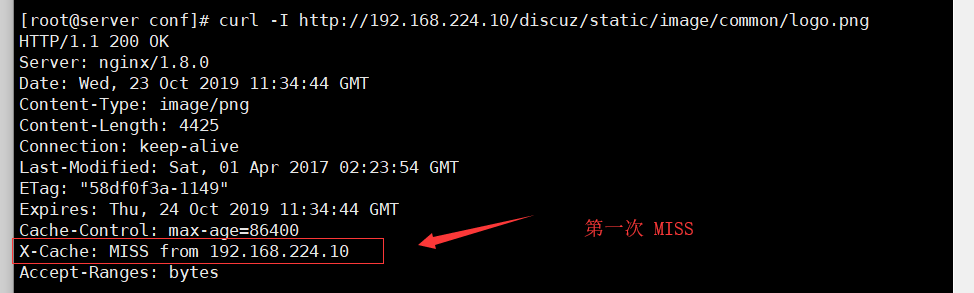 [root@server conf]# curl -I http://192.168.224.10/discuz/static/image/common/logo.png
HTTP/1.1 200 OK
Server: nginx/1.8.0
Date: Wed, 23 Oct 2019 11:34:44 GMT
Content-Type: image/png
Content-Length: 4425
Connection: keep-alive
Last-Modified: Sat, 01 Apr 2017 02:23:54 GMT
ETag: "58df0f3a-1149"
Expires: Thu, 24 Oct 2019 11:34:44 GMT
Cache-Control: max-age=86400
第一次 MISS
X-Cache: MISS from 192.168.224.10
Accept-Ranges: bytes